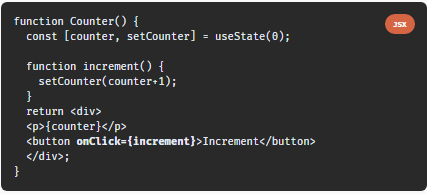 function Counter() {
JSX
  const [counter, setCounter] = useState(0);

  function increment() {
    setCounter(counter+1);
  }
  return <div>
  <p>{counter}</p>
  <button onClick={increment}>Increment</button>
  </div>;
}